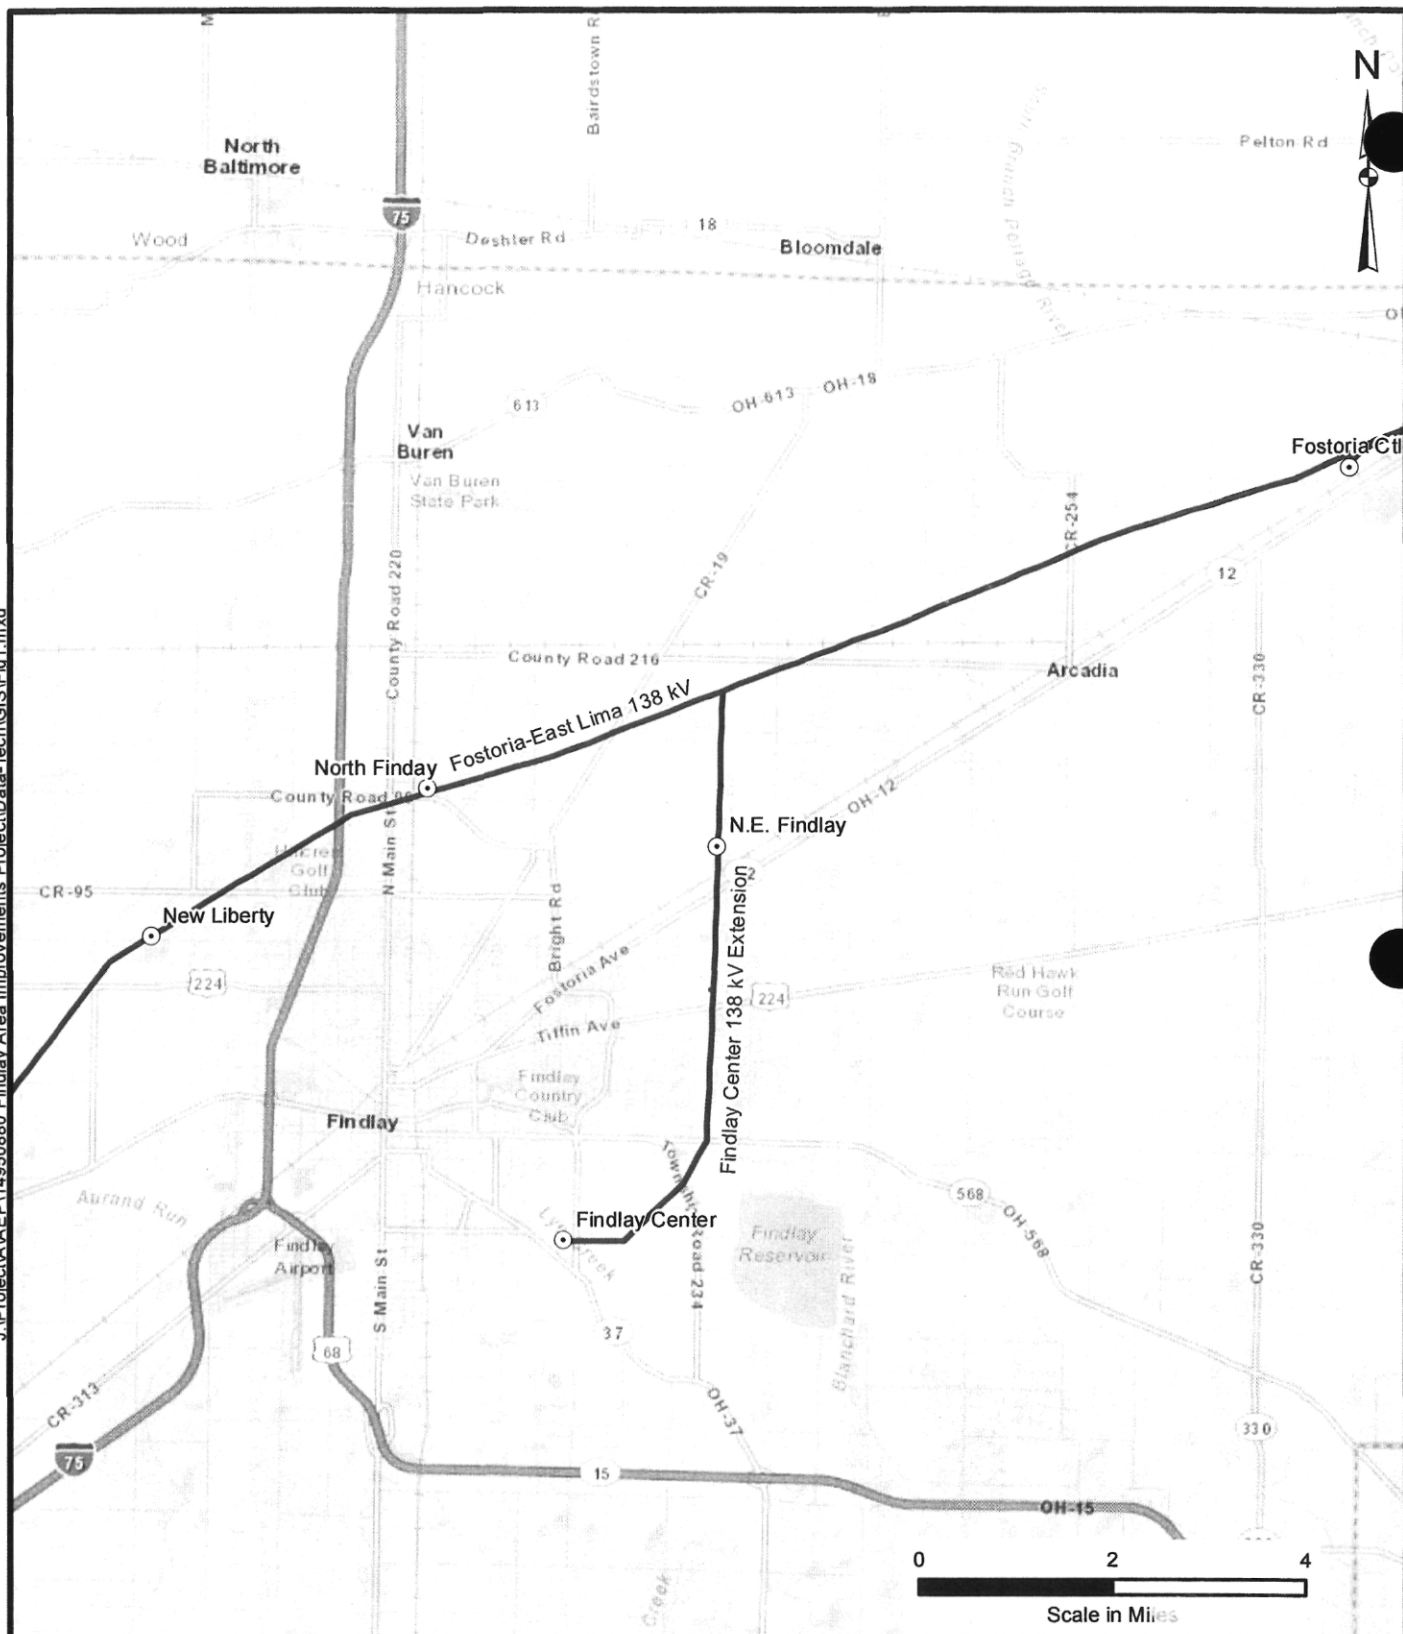 N
Bairdstown R
Pelton Rd
North
Baltimore
75
18
Wood
Deshler Rd
Bloomdale
Hancock
613
OH-613
OH-18
Van
Buren
Van Buren
State Park
Fostoria Ctl
CR-254
County Road 220
CR-19
12
County Road 216
Arcadia
CR-330
Fostoria-East Lima 138 kV
North Finday
County Road
OH-12
N.E. Findlay
N Main St
Golf
Club
CR-95
New Liberty
Bright Rd
Findlay Center 138 kV Extension
Fostoria Ave
224
224
Red Hawk
Run Golf
Course
Tiffin Ave
Findlay
Country
Club
Findlay
Township Road 234
568
Aurand Run
OH-568
Findlay Center
Creek
Findlay
Reservoir
Findlay
Airport
Blanchard River
CR-330
S Main St
37
68
CR-313
OH-37
330
75
15
OH-15
0 2 4
Scale in Miles
Creek